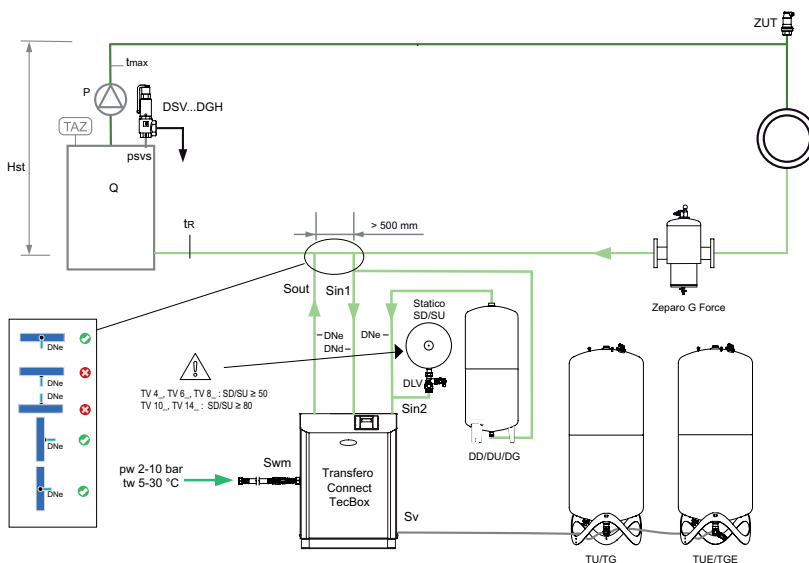 ZUT
tmax
P
DSV...DGH
TAZ
psvs
Hst
Q
tR
> 500 mm
Zeparo G Force
Sout
Sin1
Statico
SD/SU
DNe
DNd
DNe
DLV
TV 4_, TV 6_, TV 8_ : SD/SU ≥ 50
TV 10_, TV 14_ : SD/SU ≥ 80
Sin2
DD/DU/DG
DNe
DNe
DNe
DNe
DNe
pw 2-10 bar
tw 5-30 °C
Swm
Transfero
Connect
TecBox
Sv
TU/TG
TUE/TGE